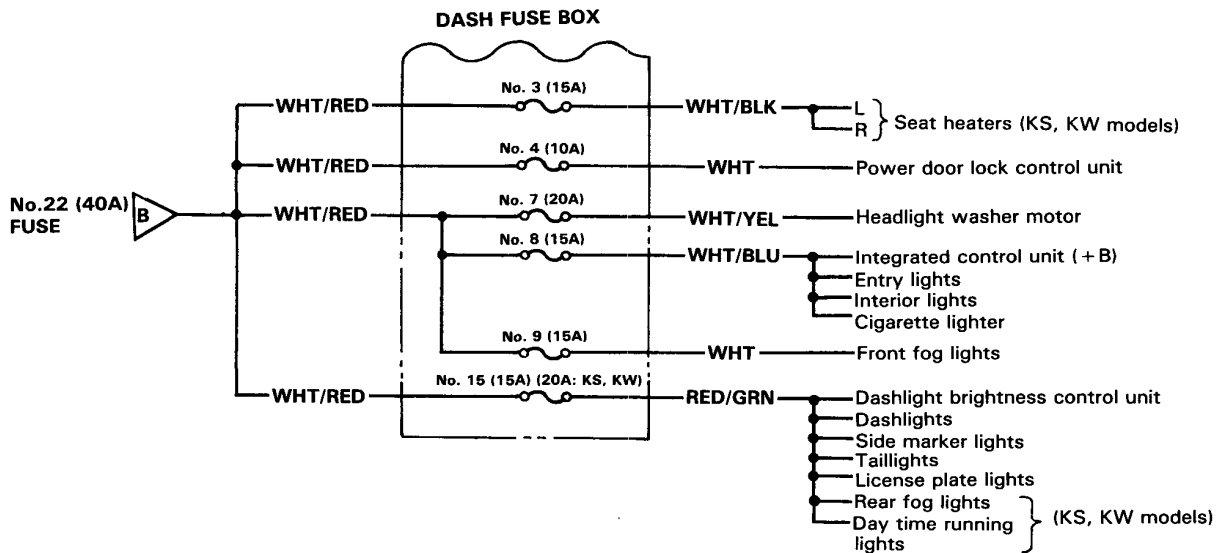 DASH FUSE BOX
No. 3 (15A)
WHT/RED
WHT/BLK
L
R
Seat heaters (KS, KW models)
No. 4 (10A)
WHT/RED
WHT
Power door lock control unit
No.22 (40A)
FUSE
B
WHT/RED
No. 7 (20A)
WHT/YEL
Headlight washer motor
No. 8 (15A)
WHT/BLU
Integrated control unit (+B)
Entry lights
Interior lights
Cigarette lighter
No. 9 (15A)
WHT
Front fog lights
WHT/RED
No. 15 (15A) (20A: KS, KW)
RED/GRN
Dashlight brightness control unit
Dashlights
Side marker lights
Taillights
License plate lights
Rear fog lights
Day time running
lights
(KS, KW models)